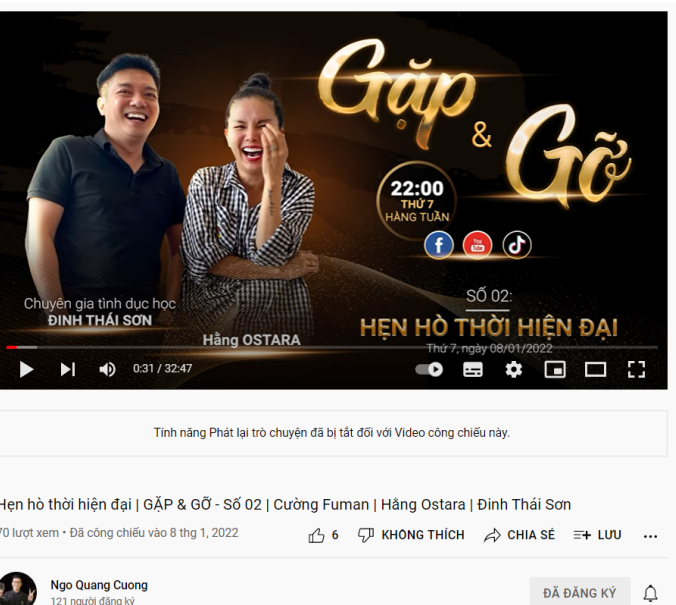 Gặp
&
Gỡ
22:00
THỨ 7
HÀNG TUẦN
f
You
Tube
Chuyên gia tình dục học
ĐINH THÁI SƠN
Hằng OSTARA
SỐ 02:
HẸN HÒ THỜI HIỆN ĐẠI
Thứ 7, ngày 08/01/2022
0:31 / 32:47
Tính năng Phát lại trò chuyện đã bị tắt đối với Video công chiếu này.
Hẹn hò thời hiện đại | GẶP & GỠ - Số 02 | Cường Fuman | Hằng Ostara | Đinh Thái Sơn
70 lượt xem • Đã công chiếu vào 8 thg 1, 2022
6 KHÔNG THÍCH CHIA SẺ LƯU
Ngo Quang Cuong
121 người đăng ký
ĐÃ ĐĂNG KÝ